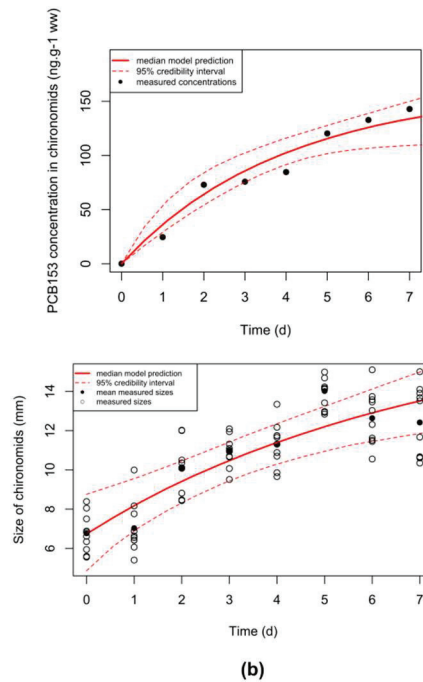 median model prediction
95% credibility interval
measured concentrations
PCB153 concentration in chironomids (ng.g-1 ww)
150
100
50
0
0 1 2 3 4 5 6 7
Time (d)
median model prediction
95% credibility interval
mean measured sizes
measured sizes
Size of chironomids (mm)
14
12
10
8
6
0 1 2 3 4 5 6 7
Time (d)
(b)